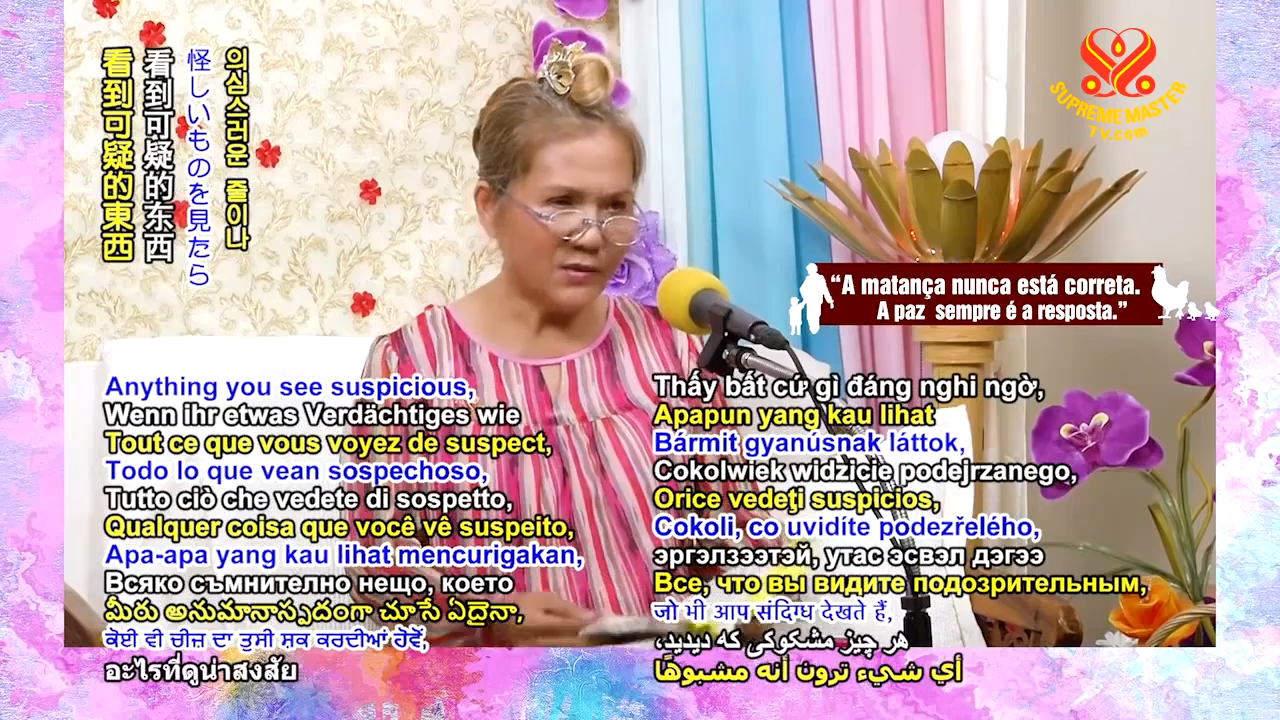 看到可疑的東西
看到可疑的东西
怪しいものを見たら
의심스러운 줄이나
SUPREME MASTER
TV.com
“A matança nunca está correta.
A paz sempre é a resposta.”
Anything you see suspicious,
Wenn ihr etwas Verdächtiges wie
Tout ce que vous voyez de suspect,
Todo lo que vean sospechoso,
Tutto ciò che vedete di sospetto,
Qualquer coisa que você vê suspeito,
Apa-apa yang kau lihat mencurigakan,
Всяко съмнително нещо, което
మీరు అనుమానాస్పదంగా చూసే ఏదైనా,
ਕੋਈ ਵੀ ਚੀਜ਼ ਦਾ ਤੁਸੀ ਸ਼ਕ ਕਰਦੀਆਂ ਹੋਵੋਂ,
อะไรที่ดูน่าสงสัย
Thấy bất cứ gì đáng nghi ngờ,
Apapun yang kau lihat
Bármit gyanúsnak láttok,
Cokolwiek widzicie podejrzanego,
Orice vedeţi suspicios,
Cokoli, co uvidíte podezřelého,
эргэлзээтэй, утас эсвэл дэгээ
Все, что вы видите подозрительным,
जो भी आप संदिग्ध देखते हैं,
هر چیز مشکوکی که دیدید،
أي شيء ترون أنه مشبوهًا